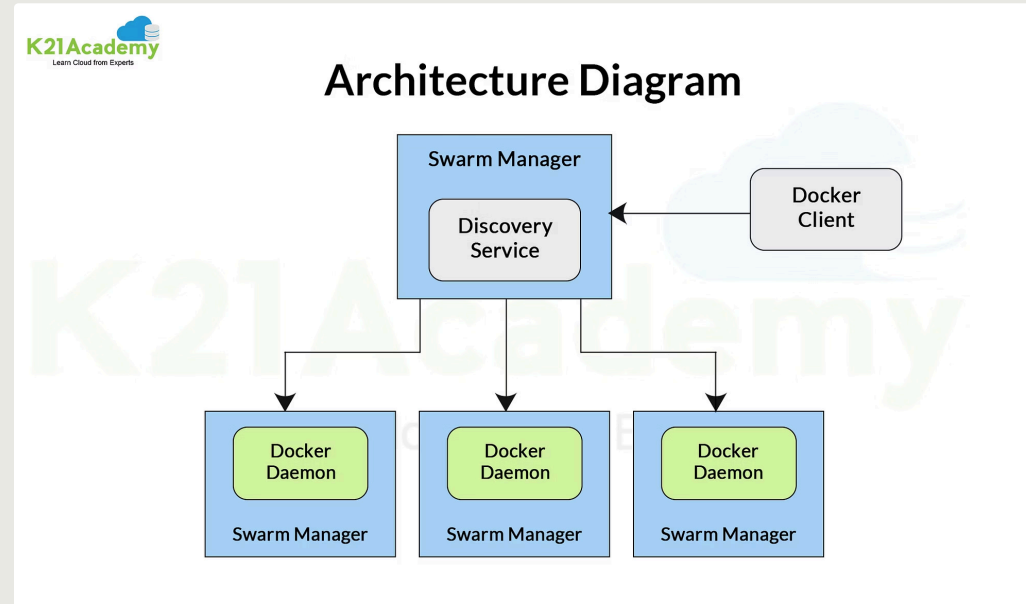 K21Academy
Learn Cloud from Experts
Architecture Diagram
Swarm Manager
Discovery
Service
Docker
Client
K21Academy
Docker
Daemon
Swarm Manager
Docker
Daemon
Swarm Manager
Docker
Daemon
Swarm Manager